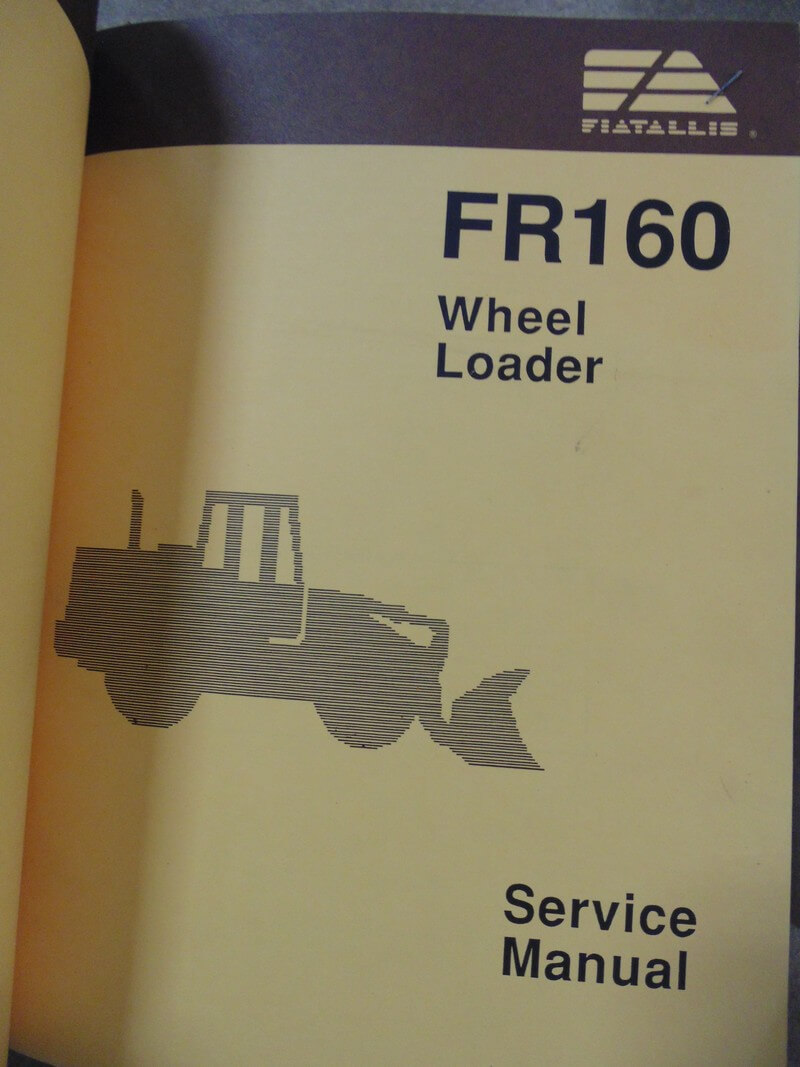 FIATALLIS ®
FR160
Wheel
Loader
Service
Manual